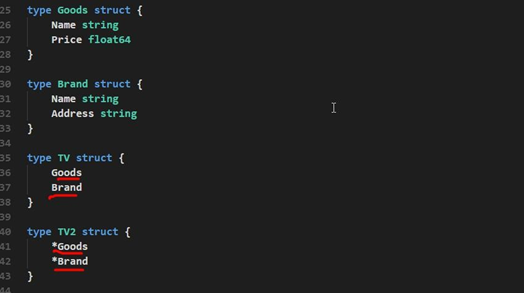 25 type Goods struct {
26 Name string
27 Price float64
28 }
29
30 type Brand struct {
31 Name string
32 Address string
33 }
34
35 type TV struct {
36 Goods
37 Brand
38 }
39
40 type TV2 struct {
41 *Goods
42 *Brand
43 }
44